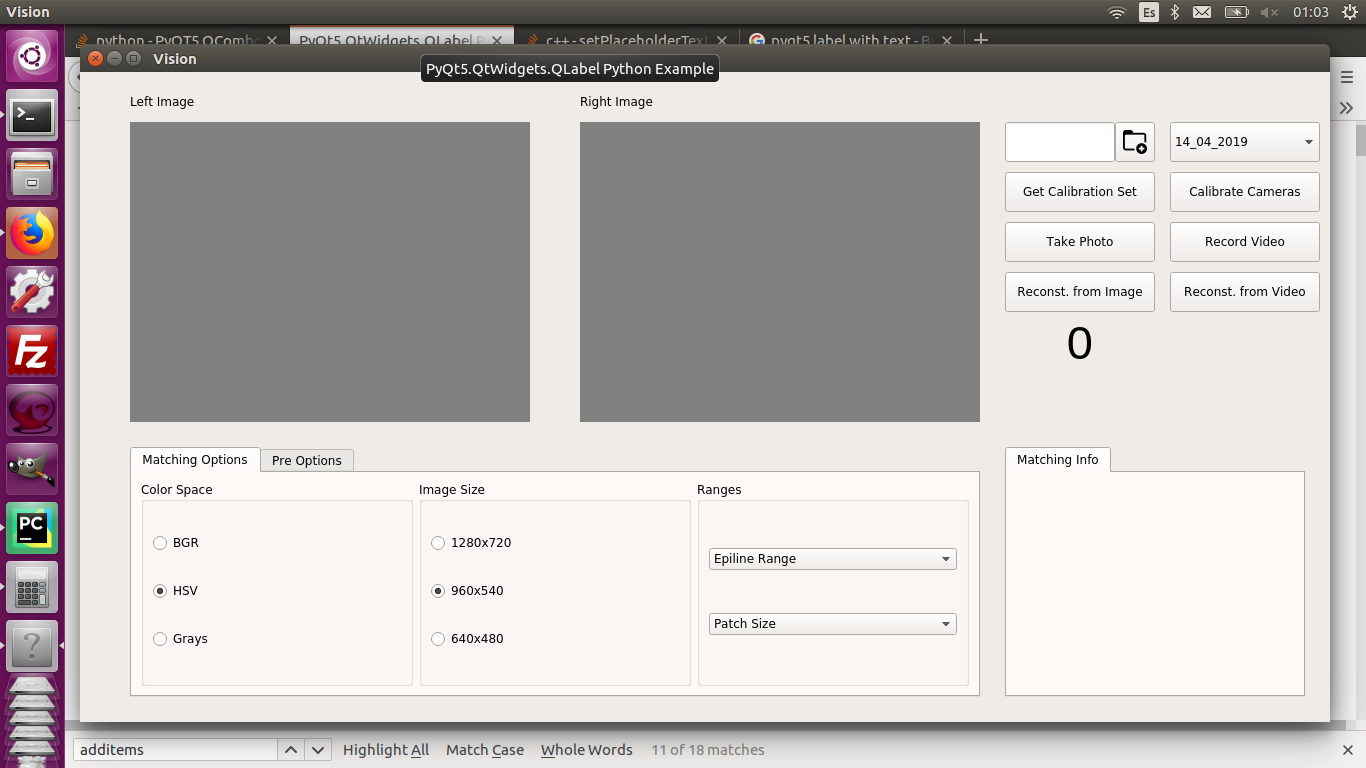 Vision
Es
01:03
python - PyQT5 QCombo
PyQt5.QtWidgets.QLabel P
c++ - setPlaceholderText
pyqt5 label with text - B
Vision
PyQt5.QtWidgets.QLabel Python Example
Left Image
Right Image
14_04_2019
Get Calibration Set
Calibrate Cameras
Take Photo
Record Video
Reconst. from Image
Reconst. from Video
0
Matching Options
Pre Options
Matching Info
Color Space
Image Size
Ranges
BGR
1280x720
Epiline Range
HSV
960x540
Grays
640x480
Patch Size
Fz
PC
?
additems
Highlight All
Match Case
Whole Words
11 of 18 matches